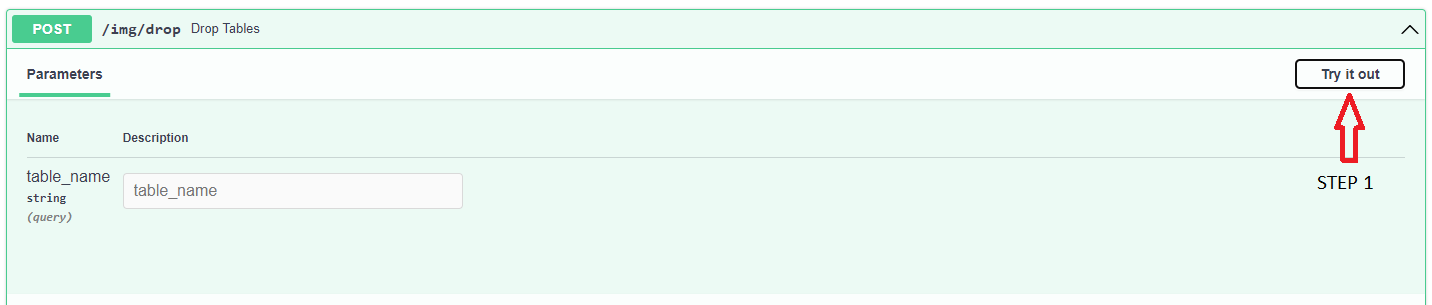 POST /img/drop Drop Tables
Parameters
Try it out
Name Description
table_name
string
(query)
table_name
STEP 1